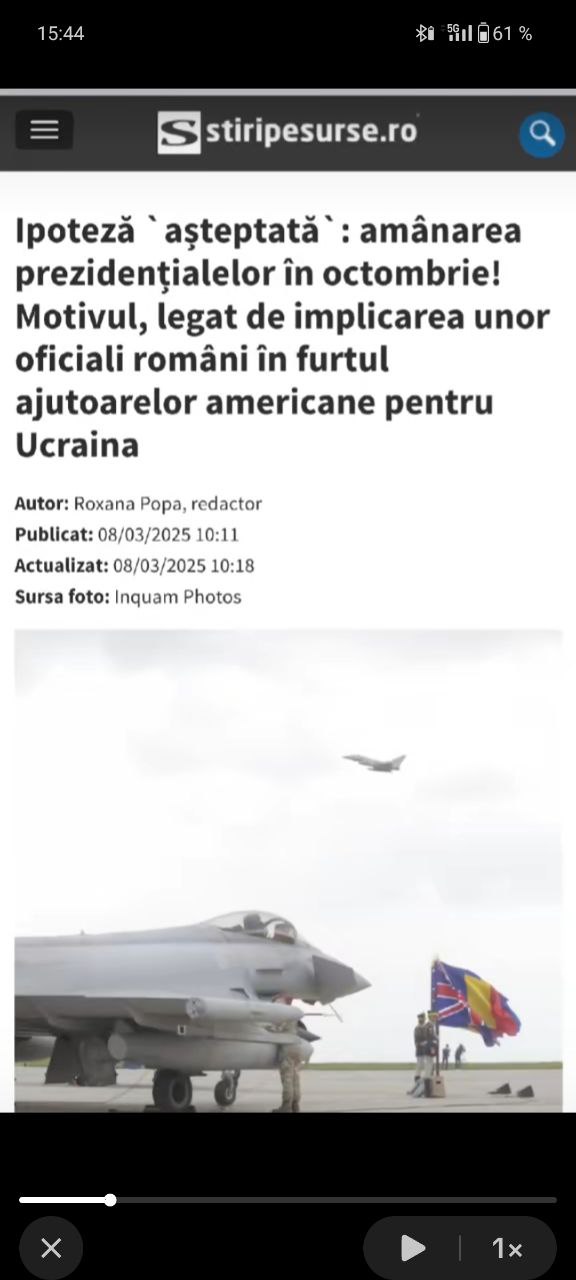 15:44
5G
61 %
stiripesurse.ro
Ipoteză `așteptată`: amânarea
prezidențialelor în octombrie!
Motivul, legat de implicarea unor
oficiali români în furtul
ajutoarelor americane pentru
Ucraina
Autor: Roxana Popa, redactor
Publicat: 08/03/2025 10:11
Actualizat: 08/03/2025 10:18
Sursa foto: Inquam Photos
1×